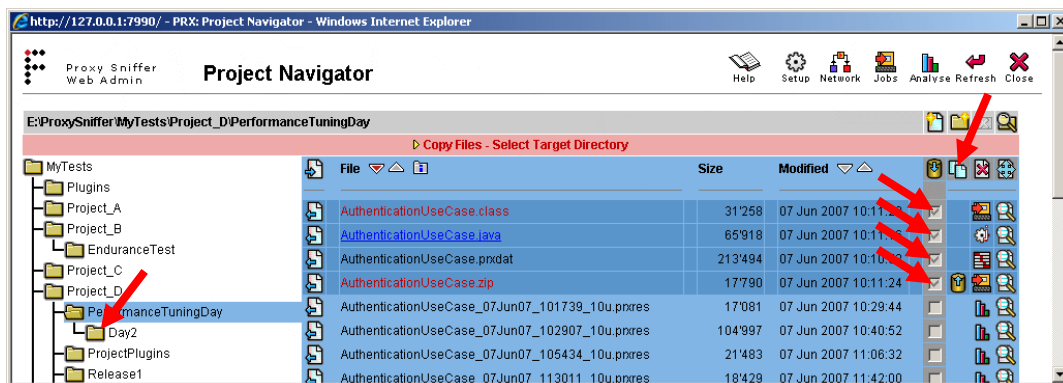 http://127.0.0.1:7990/ - PRX: Project Navigator - Windows Internet Explorer
Proxy Sniffer
Web Admin
Project Navigator
Help Setup Network Jobs Analyse Refresh Close
E:\ProxySniffer\MyTests\Project_D\PerformanceTuningDay
Copy Files - Select Target Directory
MyTests
Plugins
Project_A
Project_B
EnduranceTest
Project_C
Project_D
PerformanceTuningDay
Day2
ProjectPlugins
Release1
File Size Modified
AuthenticationUseCase.class 31'258 07 Jun 2007
AuthenticationUseCase.java 65'918 07 Jun 2007
AuthenticationUseCase.prxdat 213'494 07 Jun 2007
AuthenticationUseCase.zip 17'790 07 Jun 2007 10:11:24
AuthenticationUseCase_07Jun07_101739_10u.prxres 17'081 07 Jun 2007 10:29:44
AuthenticationUseCase_07Jun07_102907_10u.prxres 104'997 07 Jun 2007 10:40:52
AuthenticationUseCase_07Jun07_105434_10u.prxres 21'483 07 Jun 2007 11:06:32
AuthenticationUseCase_07Jun07_113011_10u.prxres 18'429 07 Jun 2007 11:42:00